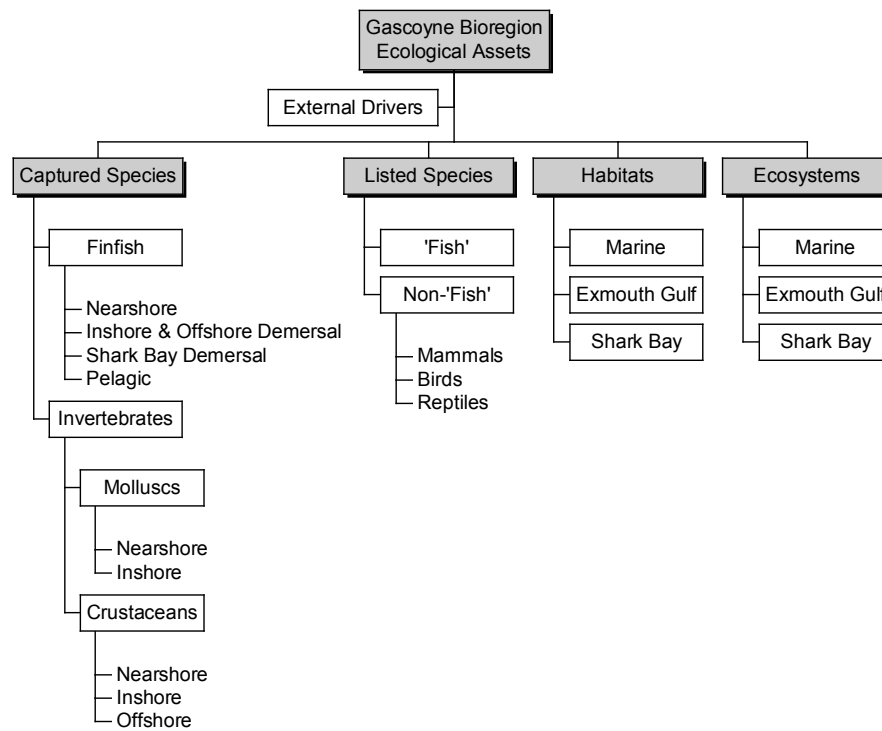 Gascoyne Bioregion
Ecological Assets
External Drivers
Captured Species
Finfish
Nearshore
Inshore & Offshore Demersal
Shark Bay Demersal
Pelagic
Invertebrates
Molluscs
Nearshore
Inshore
Crustaceans
Nearshore
Inshore
Offshore
Listed Species
'Fish'
Non-'Fish'
Mammals
Birds
Reptiles
Habitats
Marine
Exmouth Gulf
Shark Bay
Ecosystems
Marine
Exmouth Gulf
Shark Bay